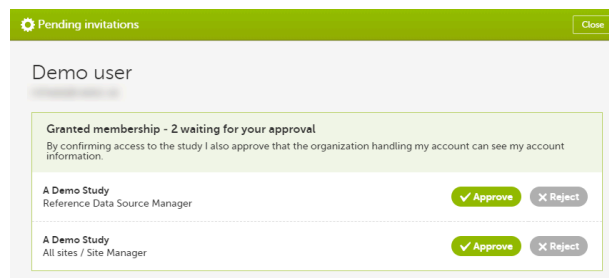 Pending invitations
Close
Demo user
Granted membership - 2 waiting for your approval
By confirming access to the study I also approve that the organization handling my account can see my account
information.
A Demo Study
Reference Data Source Manager
Approve
Reject
A Demo Study
All sites / Site Manager
Approve
Reject